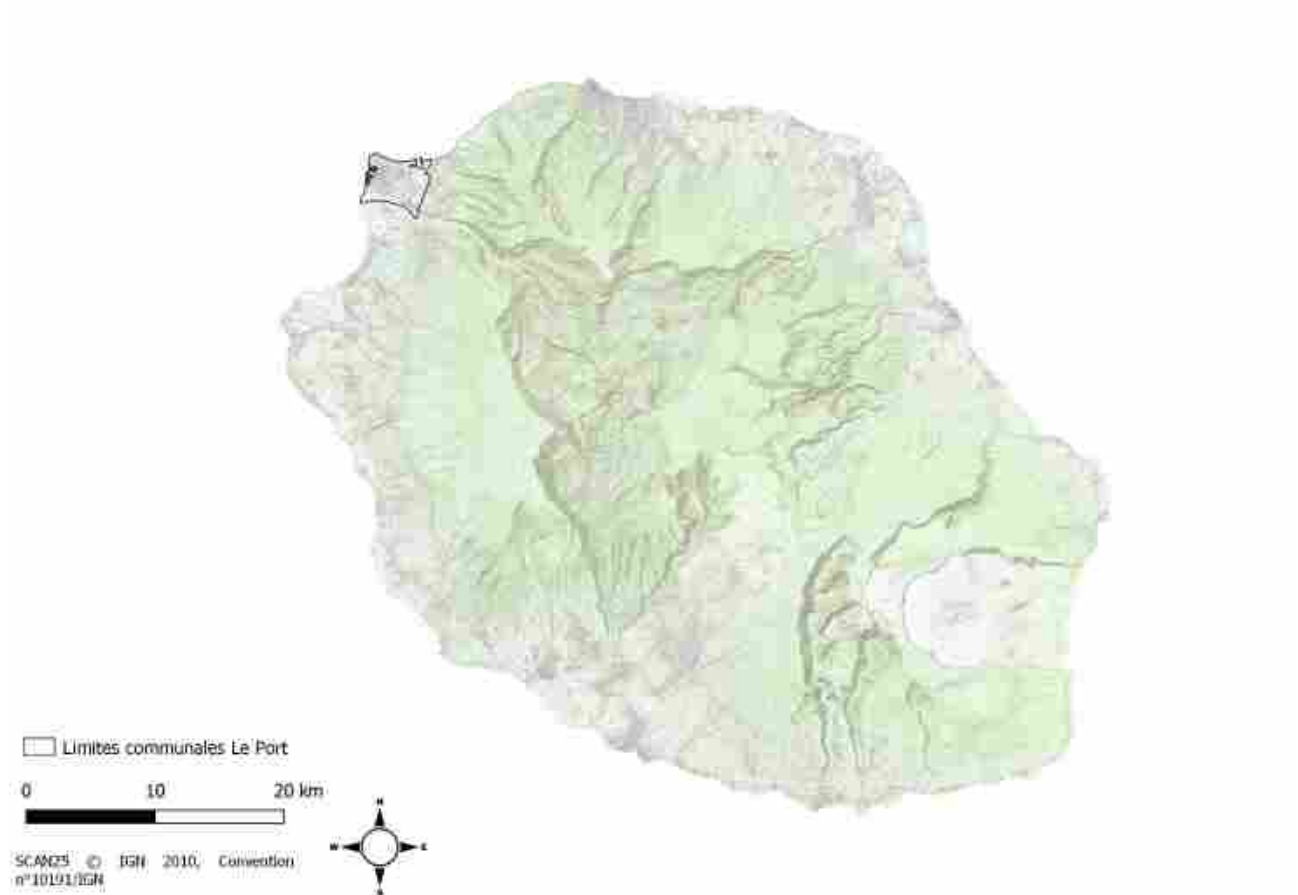 Limites communales Le Port
0 10 20 km
N
W E
S
SCAN25 © IGN 2010, Convention
n°10191/IGN